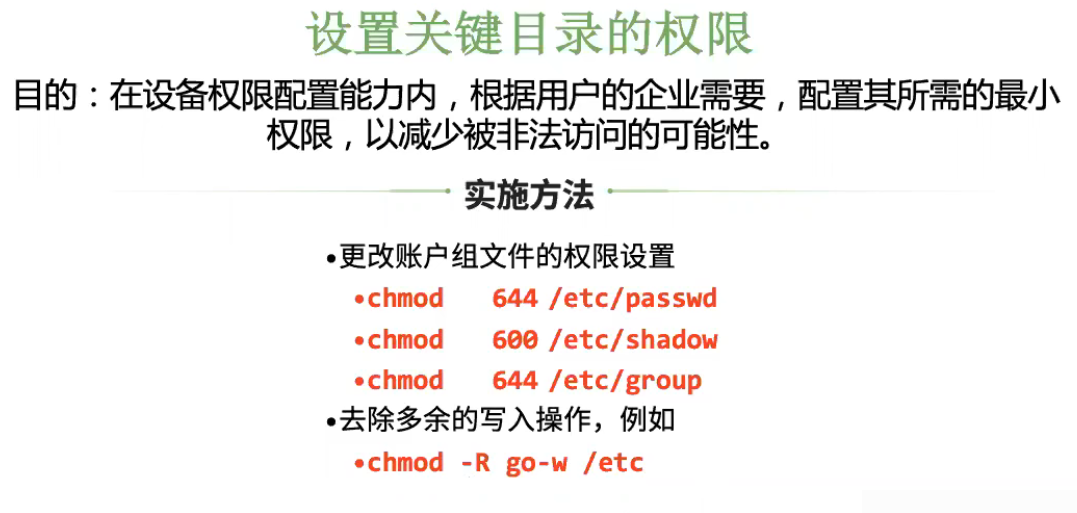 设置关键目录的权限
目的：在设备权限配置能力内，根据用户的企业需要，配置其所需的最小
权限，以减少被非法访问的可能性。
实施方法
•更改账户组文件的权限设置
•chmod 644 /etc/passwd
•chmod 600 /etc/shadow
•chmod 644 /etc/group
•去除多余的写入操作，例如
•chmod -R go-w /etc